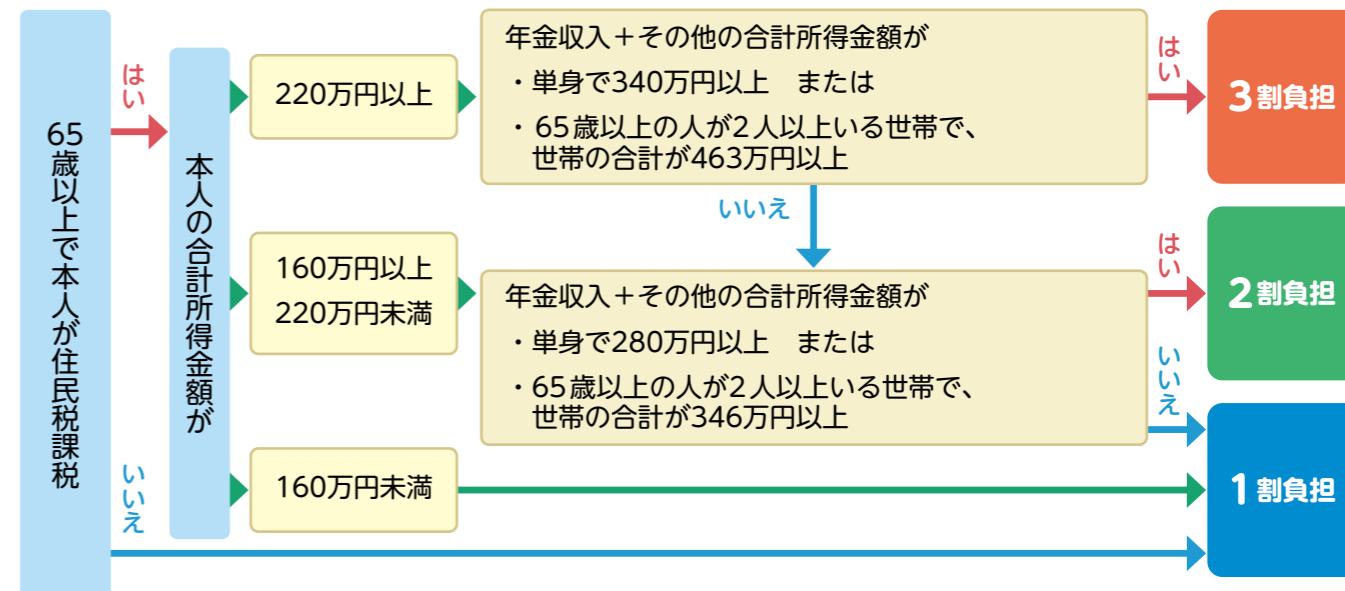 65歳以上で本人が住民税課税
はい
いいえ
本人の合計所得金額が
220万円以上
年金収入＋その他の合計所得金額が
・単身で340万円以上　または
・65歳以上の人が2人以上いる世帯で、
世帯の合計が463万円以上
はい
3割負担
いいえ
160万円以上
220万円未満
年金収入＋その他の合計所得金額が
・単身で280万円以上　または
・65歳以上の人が2人以上いる世帯で、
世帯の合計が346万円以上
はい
2割負担
いいえ
160万円未満
1割負担